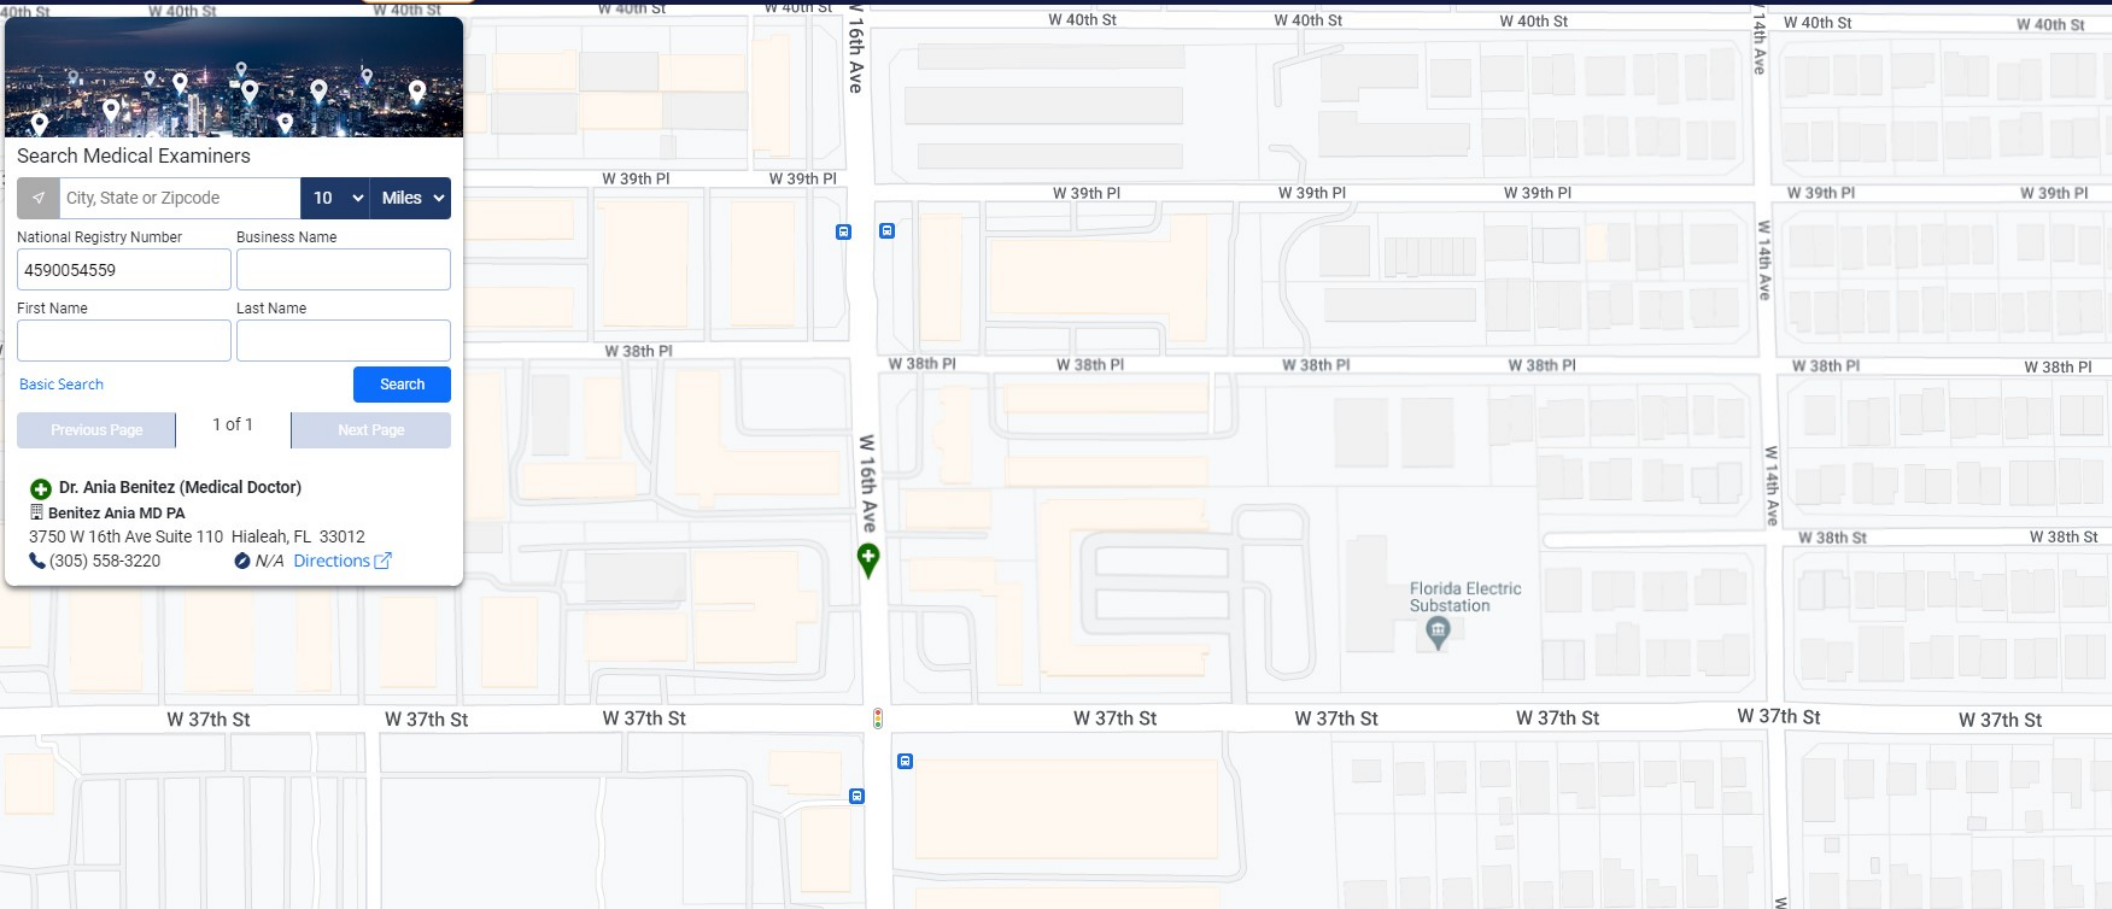 Search Medical Examiners
City, State or Zipcode 10 Miles
National Registry Number Business Name
4590054559
First Name Last Name
Basic Search Search
Previous Page 1 of 1 Next Page
Dr. Ania Benitez (Medical Doctor)
Benitez Ania MD PA
3750 W 16th Ave Suite 110 Hialeah, FL 33012
(305) 558-3220 N/A Directions
40th St W 40th St W 40th St W 40th St W 40th St
W 40th St W 40th St W 40th St W 40th St W 40th St
W 16th Ave
W 14th Ave
W 39th Pl W 39th Pl W 39th Pl W 39th Pl W 39th Pl W 39th Pl W 39th Pl
W 14th Ave
W 38th Pl W 38th Pl W 38th Pl W 38th Pl W 38th Pl W 38th Pl W 38th Pl
W 16th Ave
W 14th Ave
W 38th St W 38th St
Florida Electric
Substation
W 37th St W 37th St W 37th St W 37th St W 37th St W 37th St W 37th St W 37th St